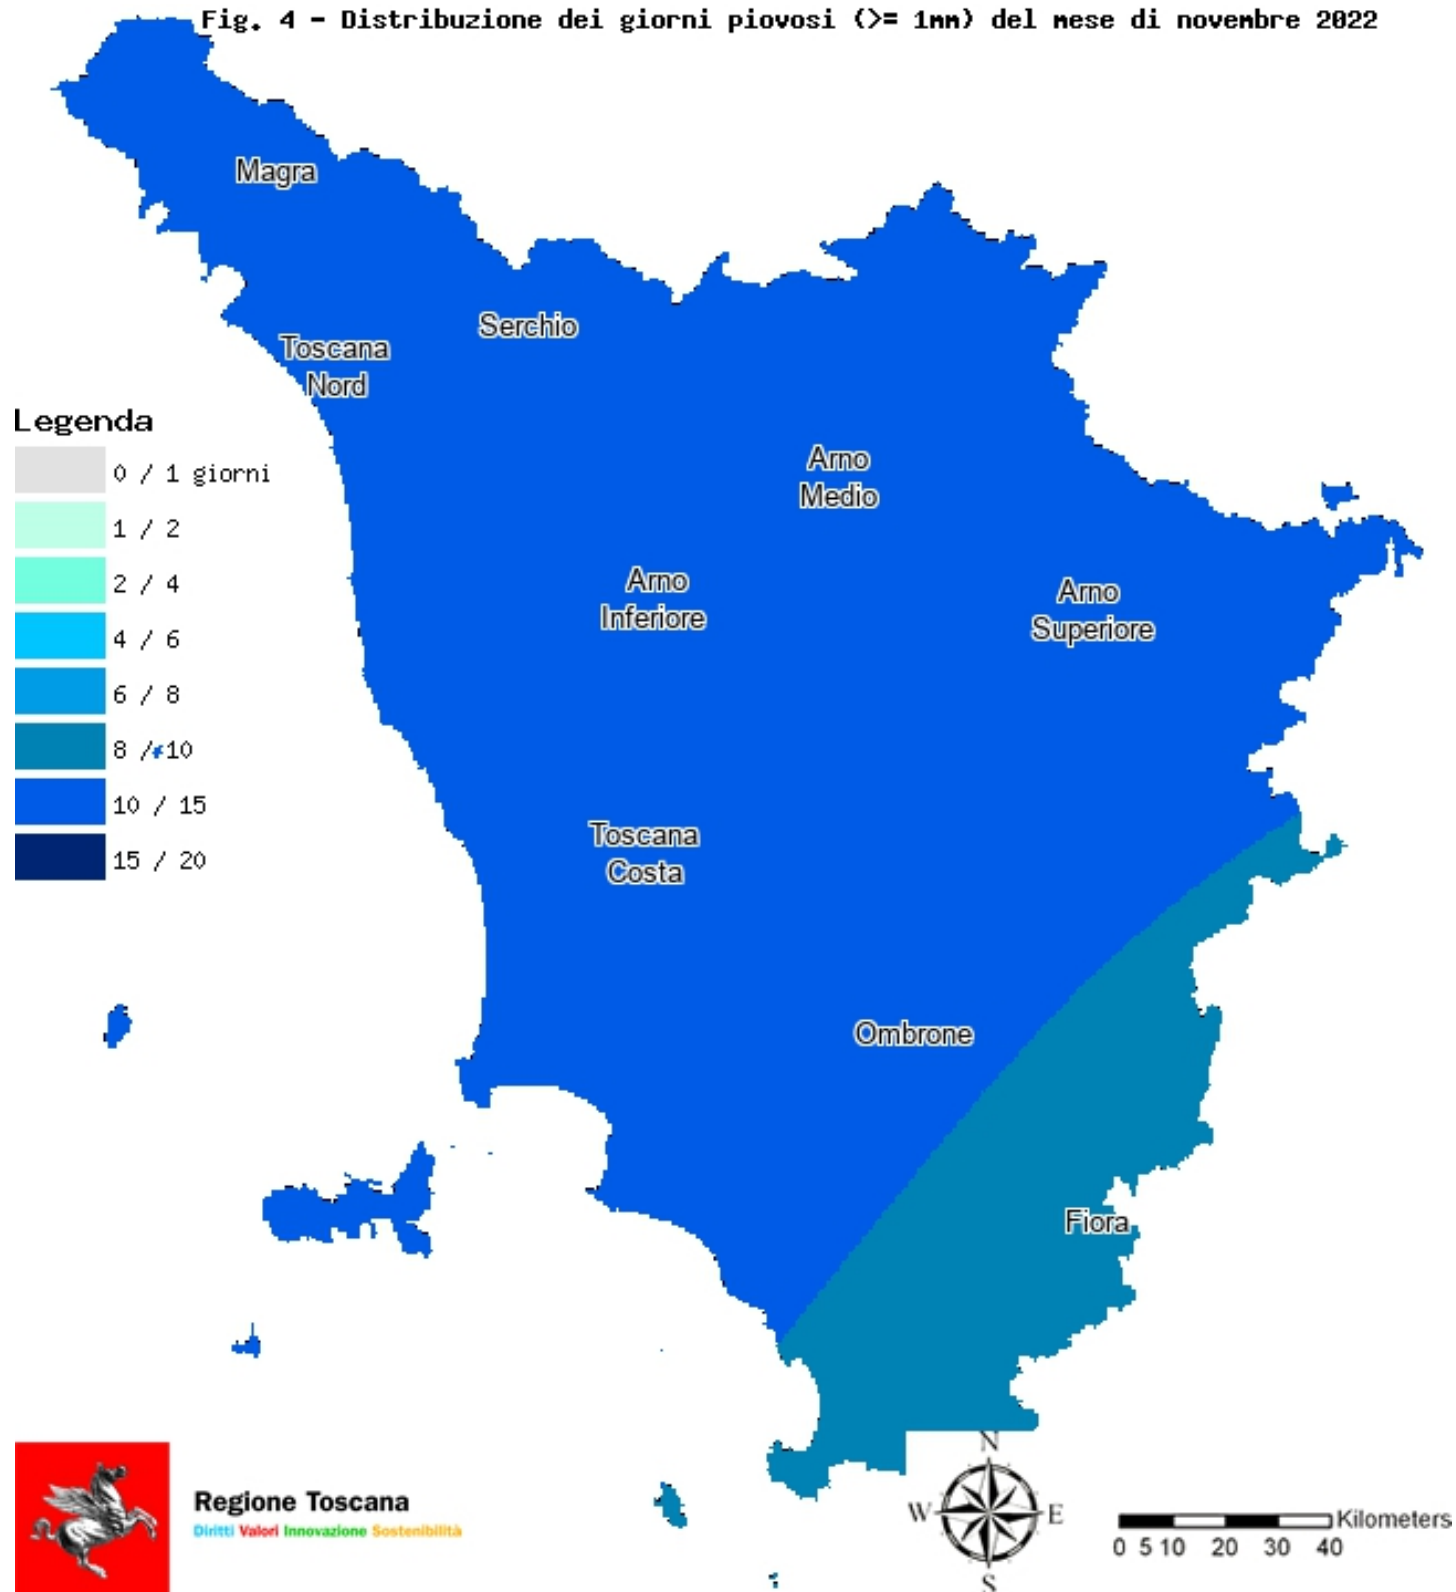 Fig. 4 - Distribuzione dei giorni piovosi (>= 1mm) del mese di novembre 2022
Magra
Serchio
Toscana
Nord
Legenda
0 / 1 giorni
1 / 2
2 / 4
4 / 6
6 / 8
8 / 10
10 / 15
15 / 20
Arno
Medio
Arno
Inferiore
Arno
Superiore
Toscana
Costa
Ombrone
Fiora
Regione Toscana
Diritti Valori Innovazione Sostenibilità
N
W E
S
Kilometers
0 5 10 20 30 40